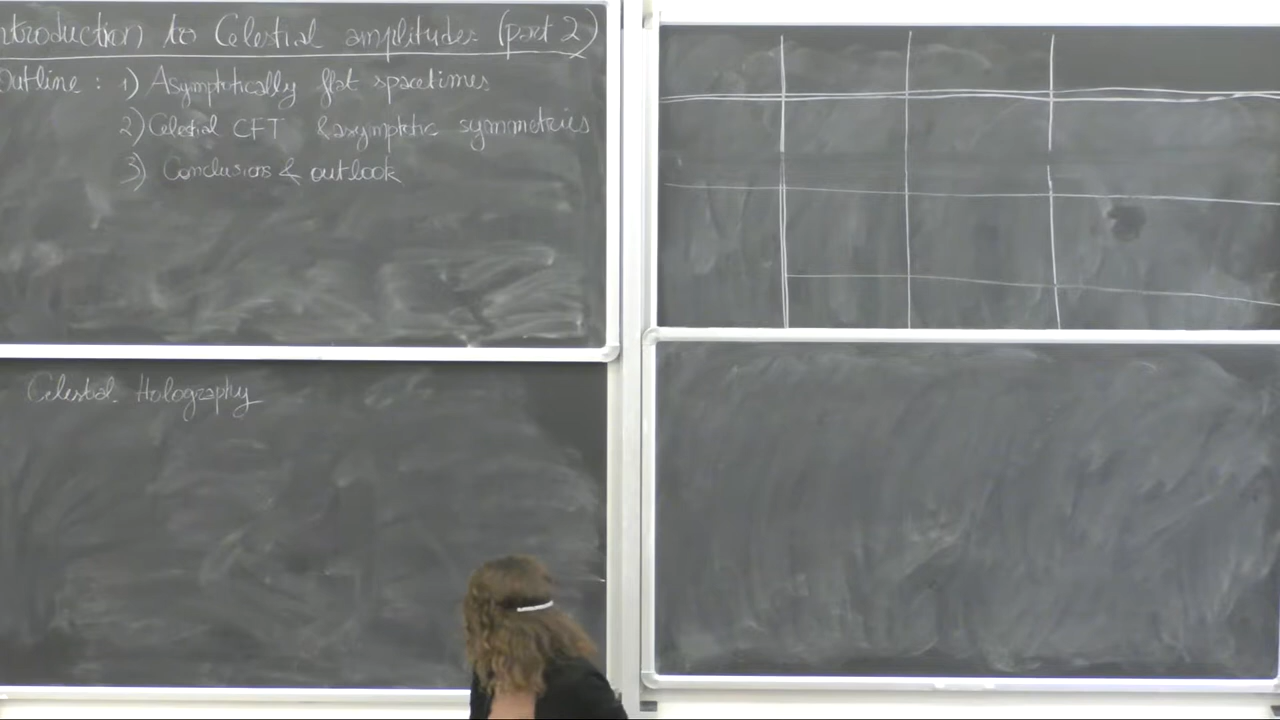 ntroduction to Celestial amplitudes (part 2)
Outline : 1) Asymptotically flat spacetimes
2) Celestial CFT & asymptotic symmetries
3) Conclusions & outlook
Celestial Holography